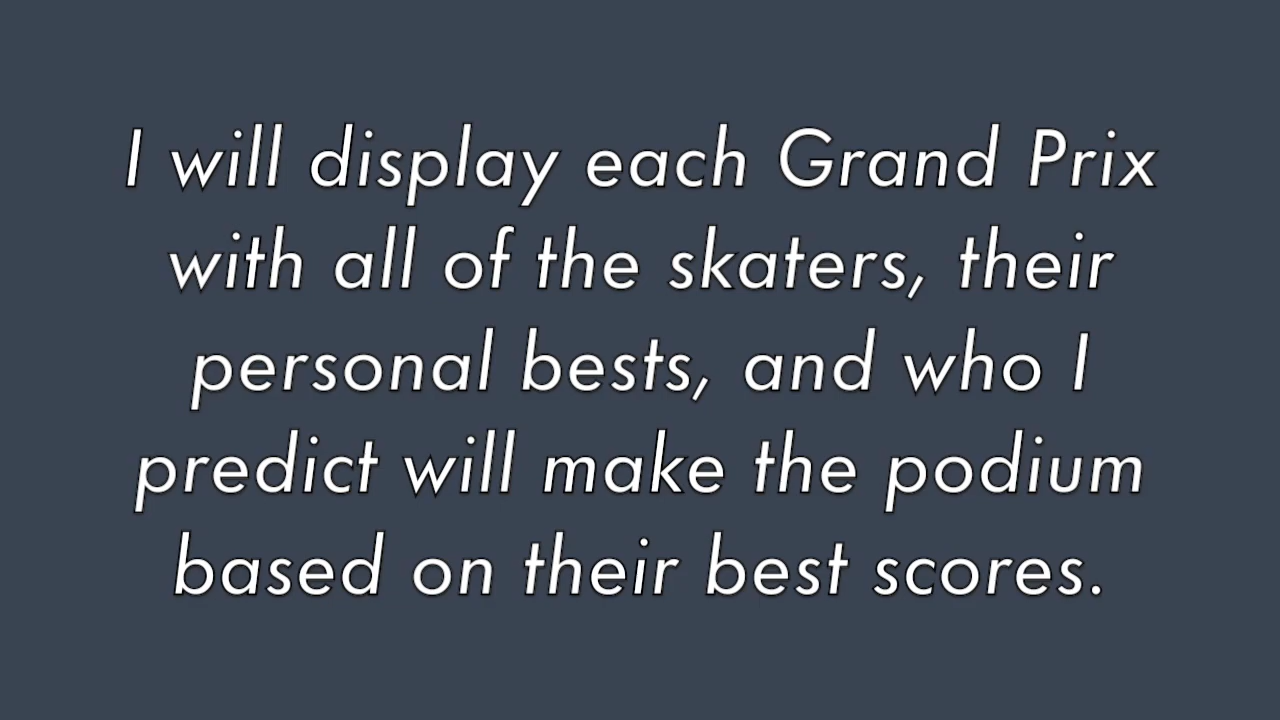 I will display each Grand Prix
with all of the skaters, their
personal bests, and who I
predict will make the podium
based on their best scores.